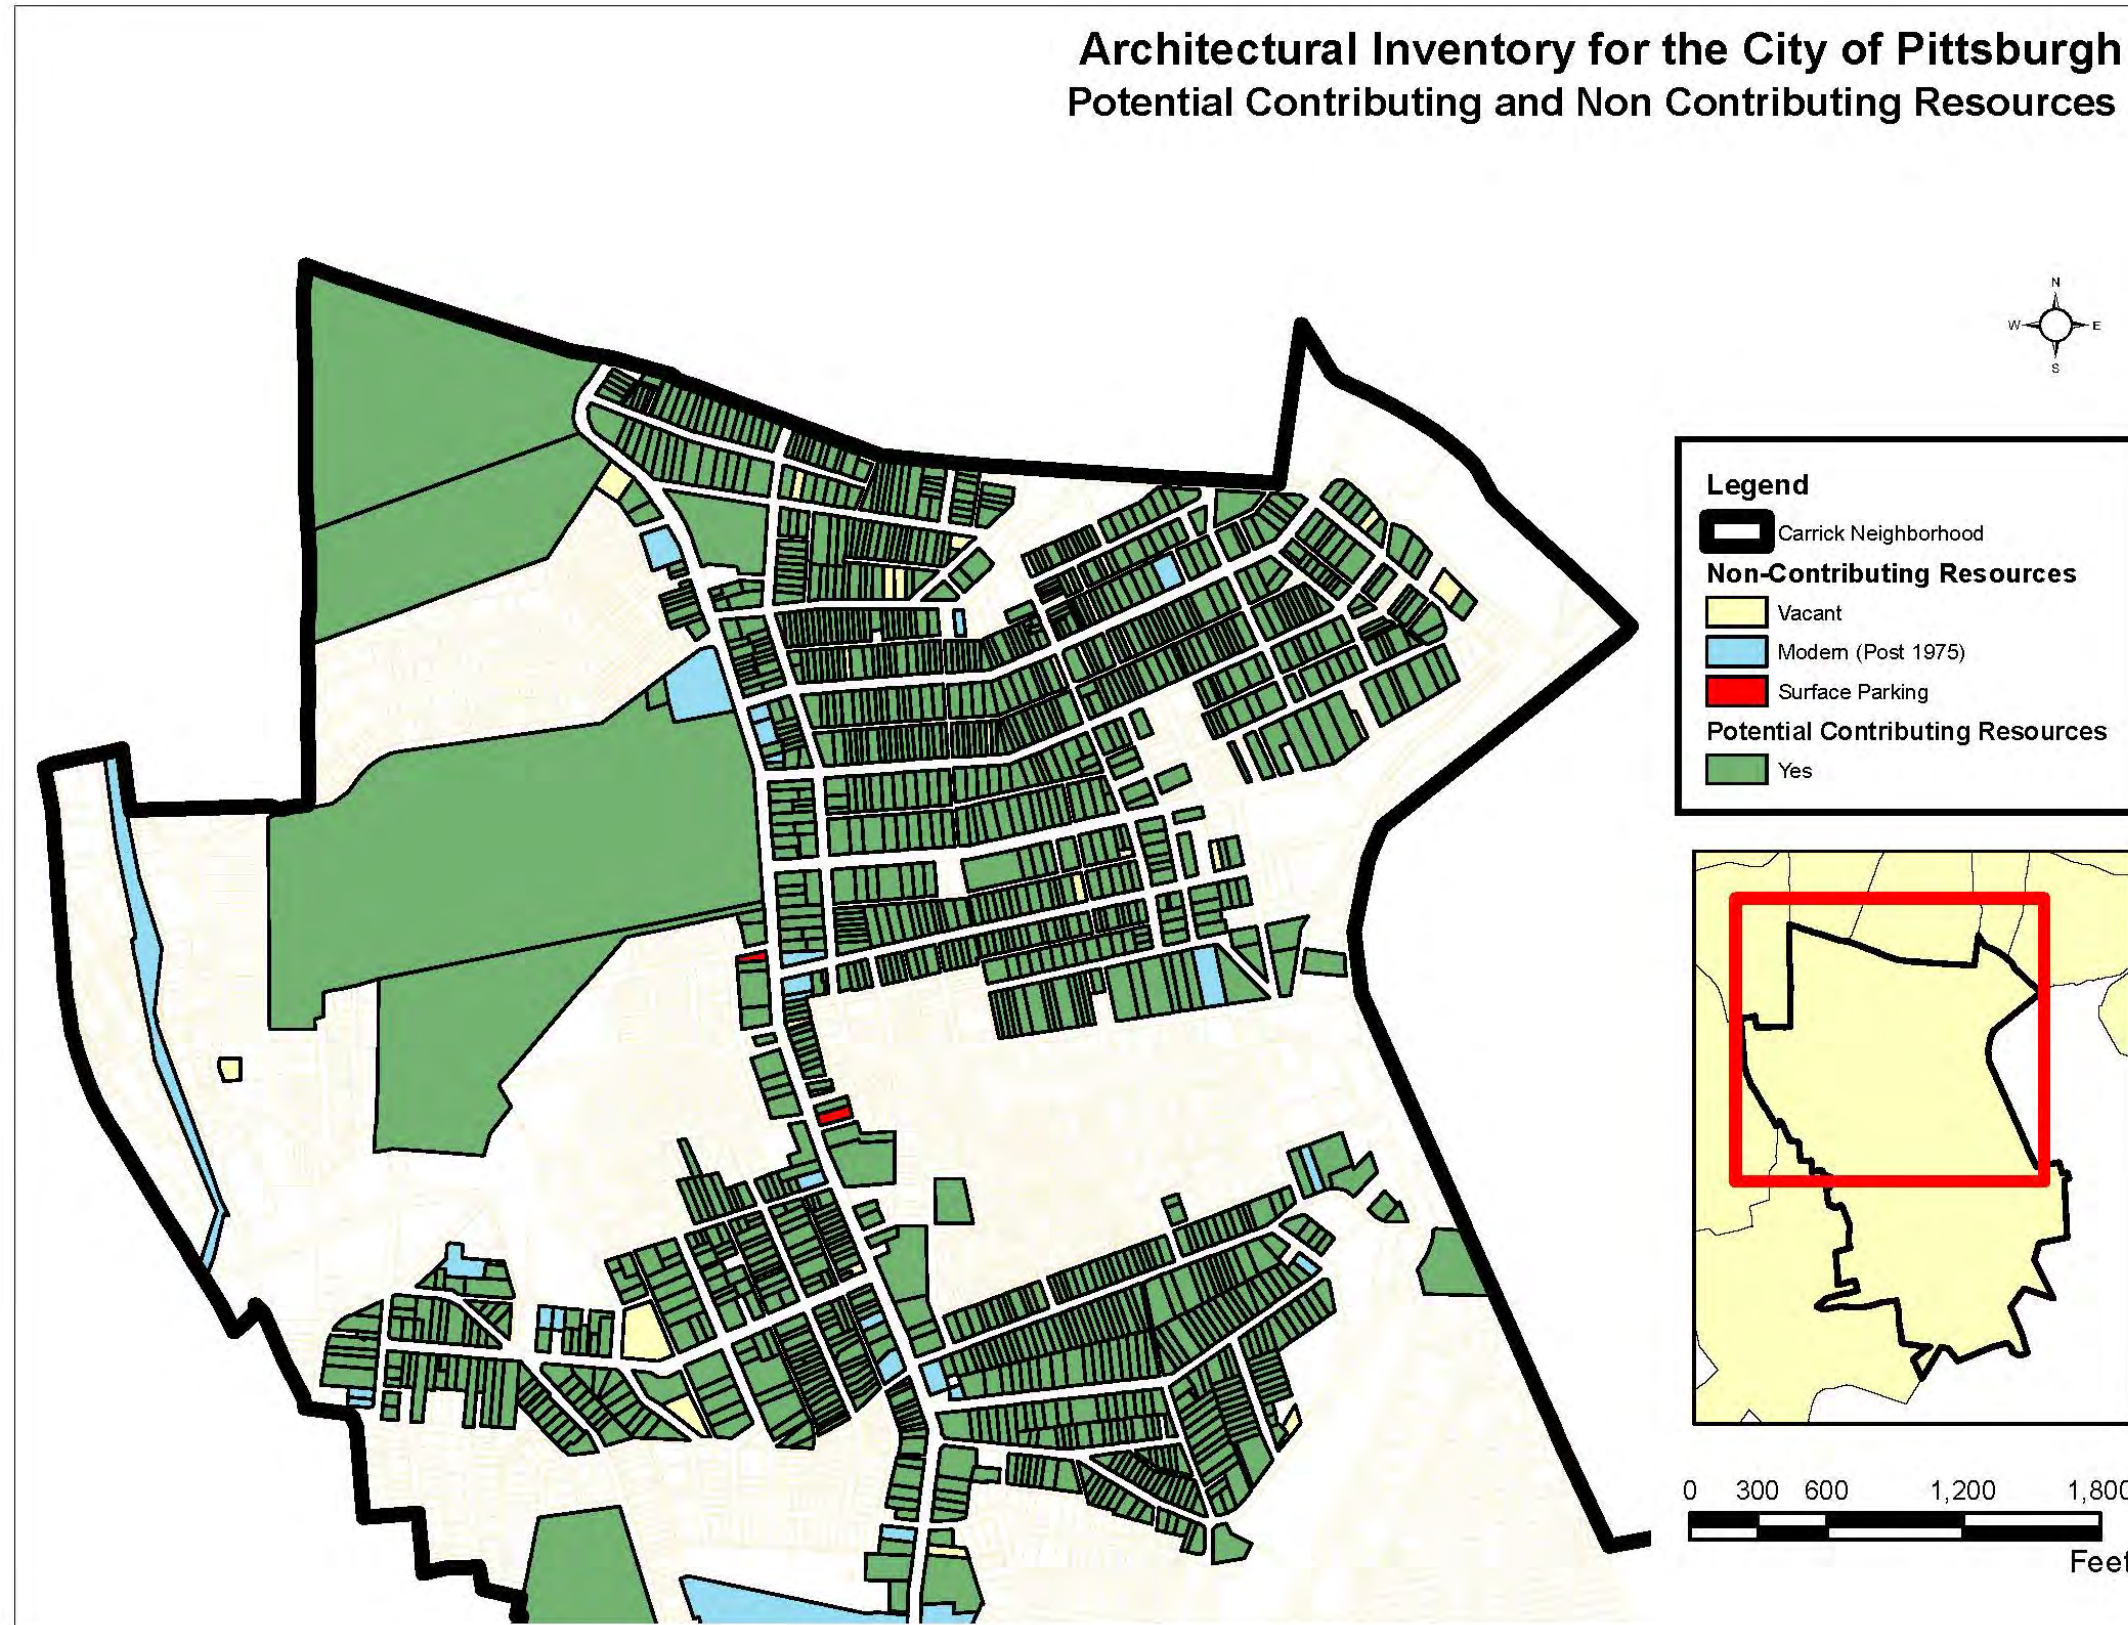 Architectural Inventory for the City of Pittsburgh
Potential Contributing and Non Contributing Resources
N
W E
S
Legend
Carrick Neighborhood
Non-Contributing Resources
Vacant
Modern (Post 1975)
Surface Parking
Potential Contributing Resources
Yes
0 300 600 1,200 1,800
Feet